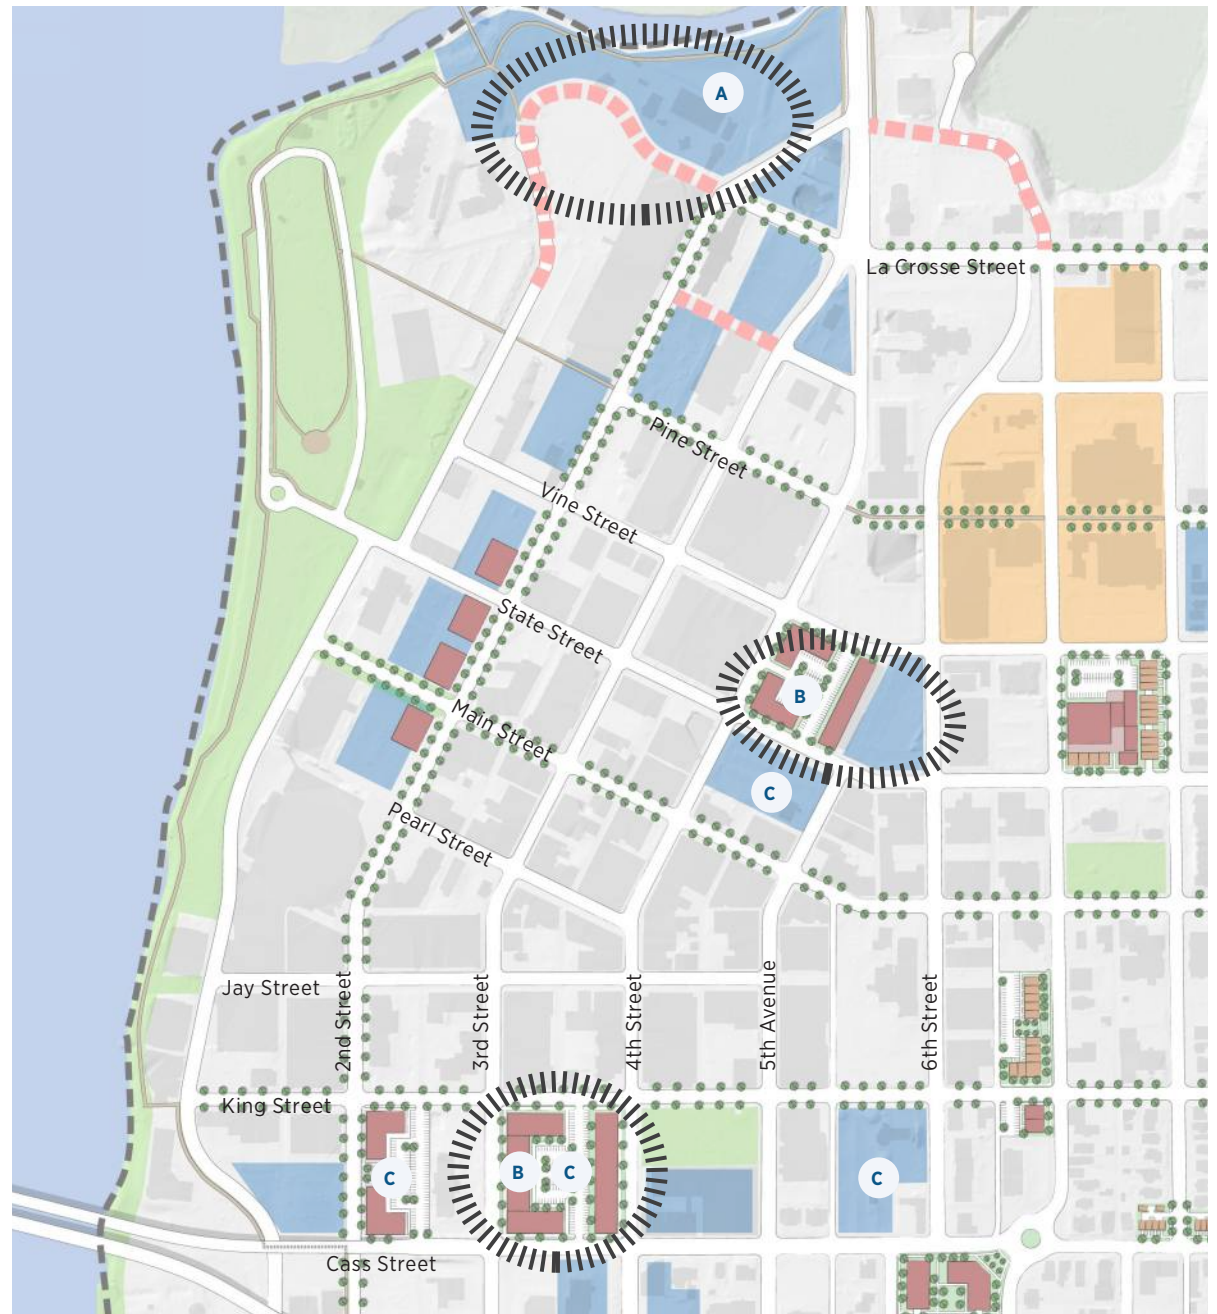 A
La Crosse Street
Pine Street
Vine Street
State Street
B
Main Street
C
Pearl Street
Jay Street
2nd Street
3rd Street
4th Street
5th Avenue
6th Street
King Street
C
B
C
C
Cass Street